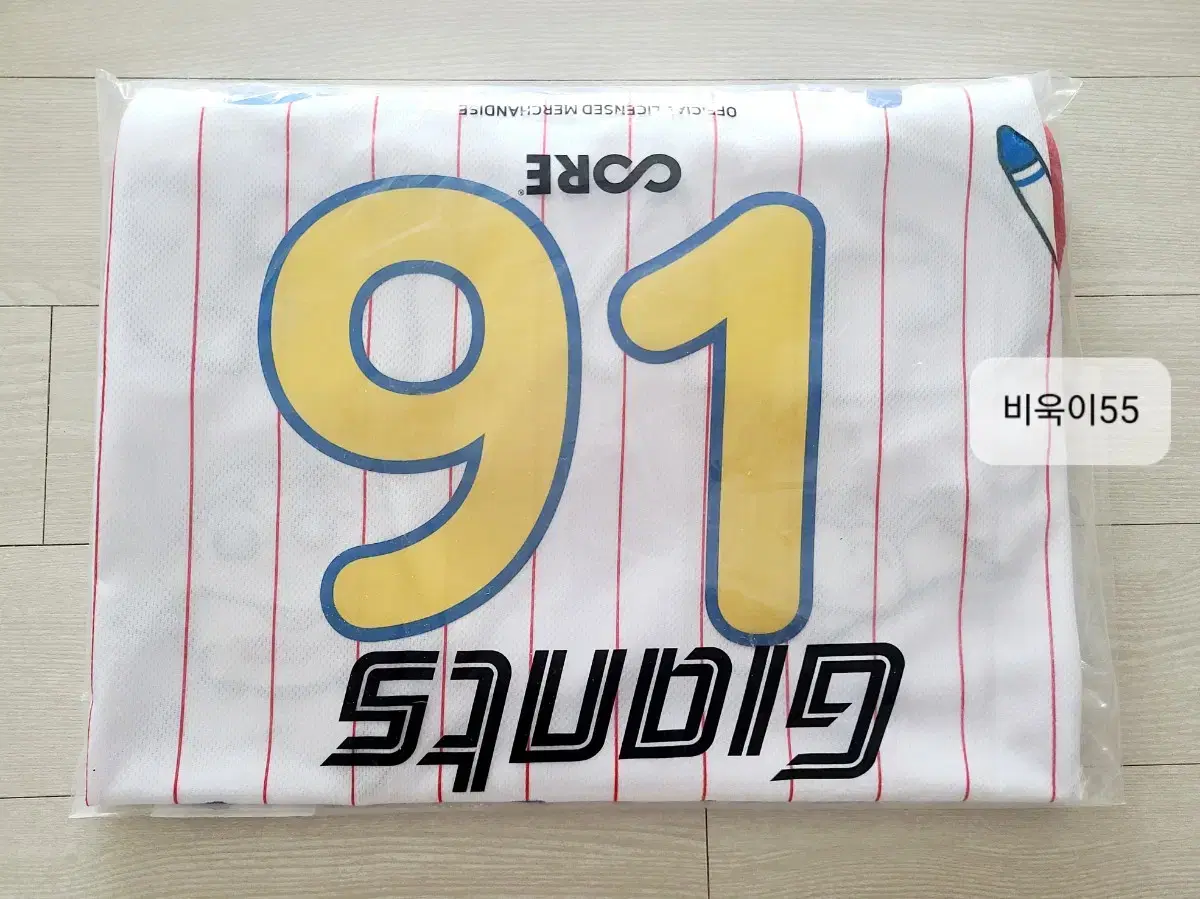 OFFICIAL LICENSED MERCHANDISE
CORE®
91
비욱이55
Giants